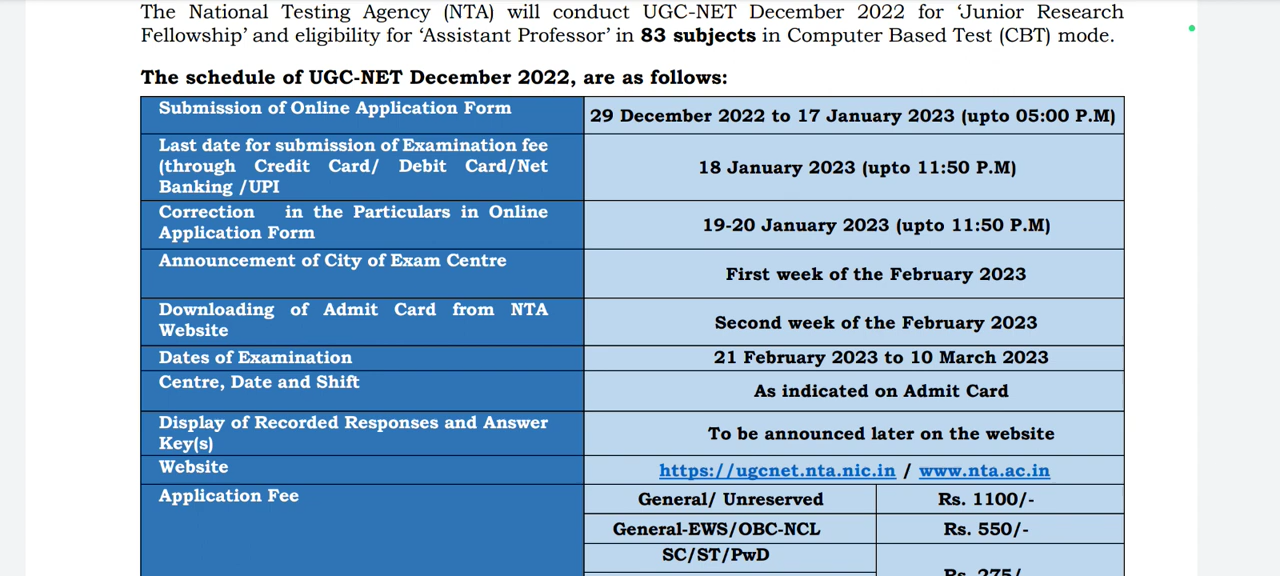 The National Testing Agency (NTA) will conduct UGC-NET December 2022 for ‘Junior Research
Fellowship’ and eligibility for ‘Assistant Professor’ in 83 subjects in Computer Based Test (CBT) mode.
The schedule of UGC-NET December 2022, are as follows:
Submission of Online Application Form
29 December 2022 to 17 January 2023 (upto 05:00 P.M)
Last date for submission of Examination fee
(through Credit Card/ Debit Card/Net
Banking /UPI
18 January 2023 (upto 11:50 P.M)
Correction in the Particulars in Online
Application Form
19-20 January 2023 (upto 11:50 P.M)
Announcement of City of Exam Centre
First week of the February 2023
Downloading of Admit Card from NTA
Website
Second week of the February 2023
Dates of Examination
21 February 2023 to 10 March 2023
Centre, Date and Shift
As indicated on Admit Card
Display of Recorded Responses and Answer
Key(s)
To be announced later on the website
Website
https://ugcnet.nta.nic.in / www.nta.ac.in
Application Fee
General/ Unreserved
Rs. 1100/-
General-EWS/OBC-NCL
Rs. 550/-
SC/ST/PwD
Rs. 275/